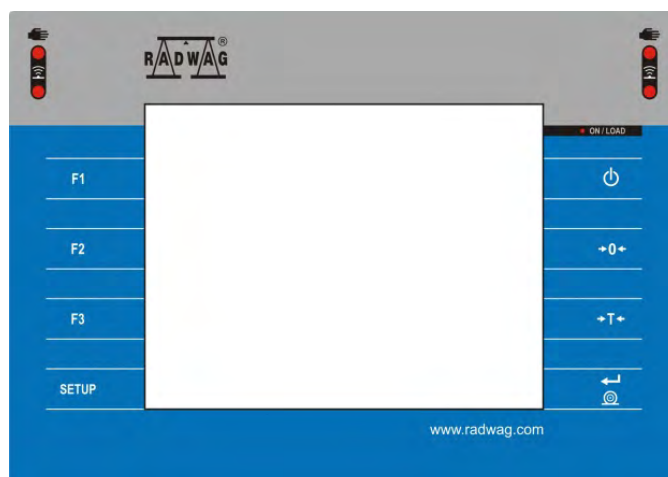 RADWAG®
ON / LOAD
F1
F2
→0←
F3
→T←
SETUP
www.radwag.com